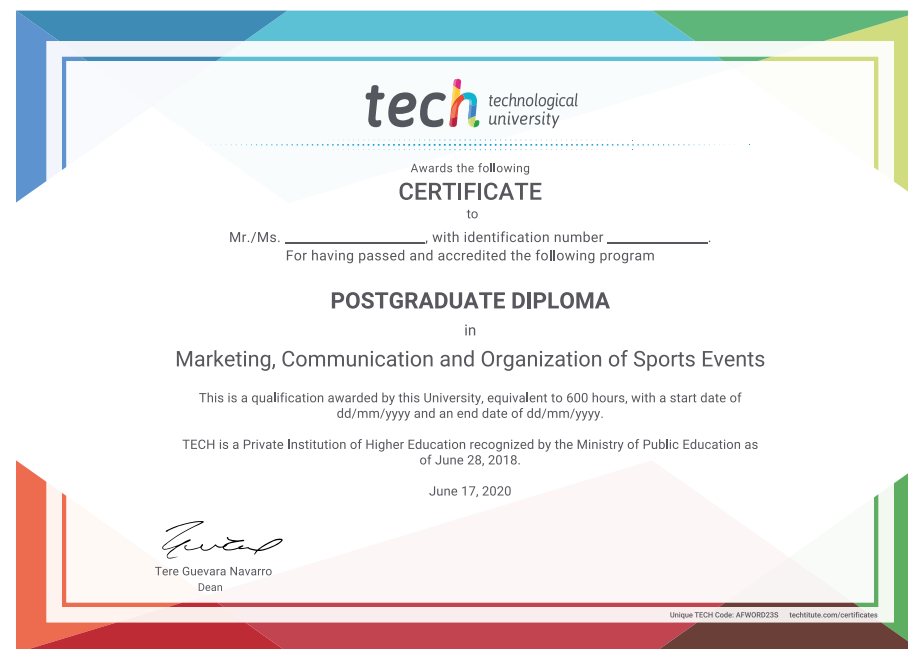 tech technological
university
Awards the following
CERTIFICATE
to
Mr./Ms. ____________________, with identification number ______________.
For having passed and accredited the following program
POSTGRADUATE DIPLOMA
in
Marketing, Communication and Organization of Sports Events
This is a qualification awarded by this University, equivalent to 600 hours, with a start date of
dd/mm/yyyy and an end date of dd/mm/yyyy.
TECH is a Private Institution of Higher Education recognized by the Ministry of Public Education as
of June 28, 2018.
June 17, 2020
Tere Guevara Navarro
Dean
Unique TECH Code: AFWORD23S techtitute.com/certificates